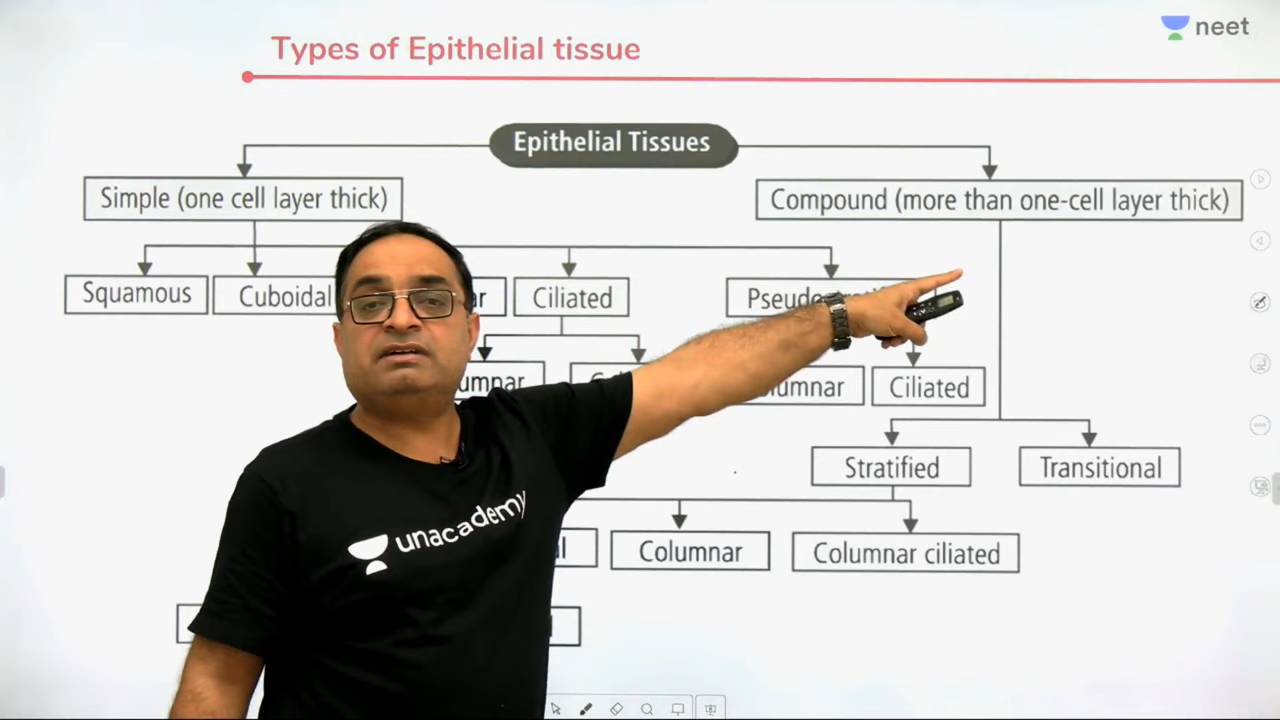 neet
Types of Epithelial tissue
Epithelial Tissues
Simple (one cell layer thick)
Compound (more than one-cell layer thick)
Squamous
Cuboidal
Ciliated
Ciliated
Stratified
Transitional
Columnar
Columnar ciliated
unacademy